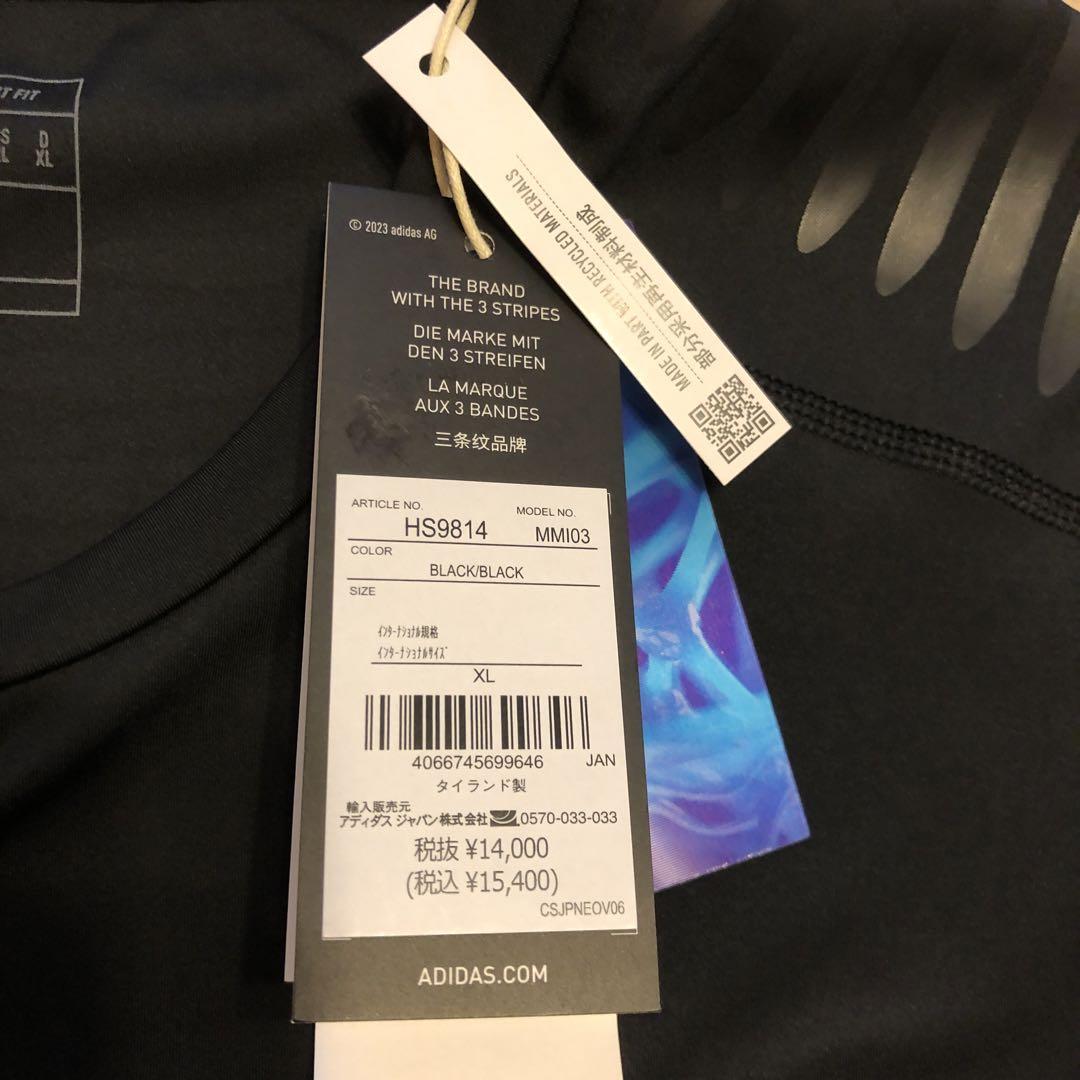 T FIT
S D
L XL
MADE IN PART WITH RECYCLED MATERIALS
部分采用再生材料制成
© 2023 adidas AG
THE BRAND
WITH THE 3 STRIPES
DIE MARKE MIT
DEN 3 STREIFEN
LA MARQUE
AUX 3 BANDES
三条纹品牌
ARTICLE NO. MODEL NO.
HS9814 MMI03
COLOR
BLACK/BLACK
SIZE
ｲﾝﾀｰﾅｼｮﾅﾙ規格
ｲﾝﾀｰﾅｼｮﾅﾙｻｲｽﾞ
XL
4066745699646 JAN
タイランド製
輸入販売元
アディダス ジャパン株式会社 0570-033-033
税抜 ¥14,000
(税込 ¥15,400)
CSJPNEOV06
ADIDAS.COM